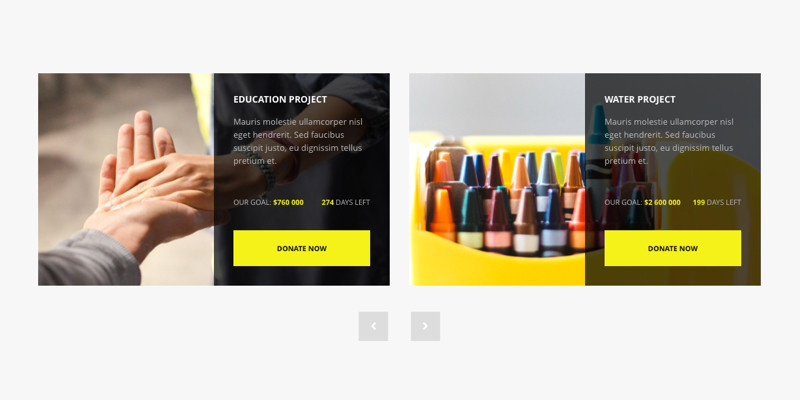 EDUCATION PROJECT
Mauris molestie ullamcorper nisl
eget hendrerit. Sed faucibus
suscipit justo, eu dignissim tellus
pretium et.
OUR GOAL: $760 000 274 DAYS LEFT
DONATE NOW
WATER PROJECT
Mauris molestie ullamcorper nisl
eget hendrerit. Sed faucibus
suscipit justo, eu dignissim tellus
pretium et.
OUR GOAL: $2 600 000 199 DAYS LEFT
DONATE NOW